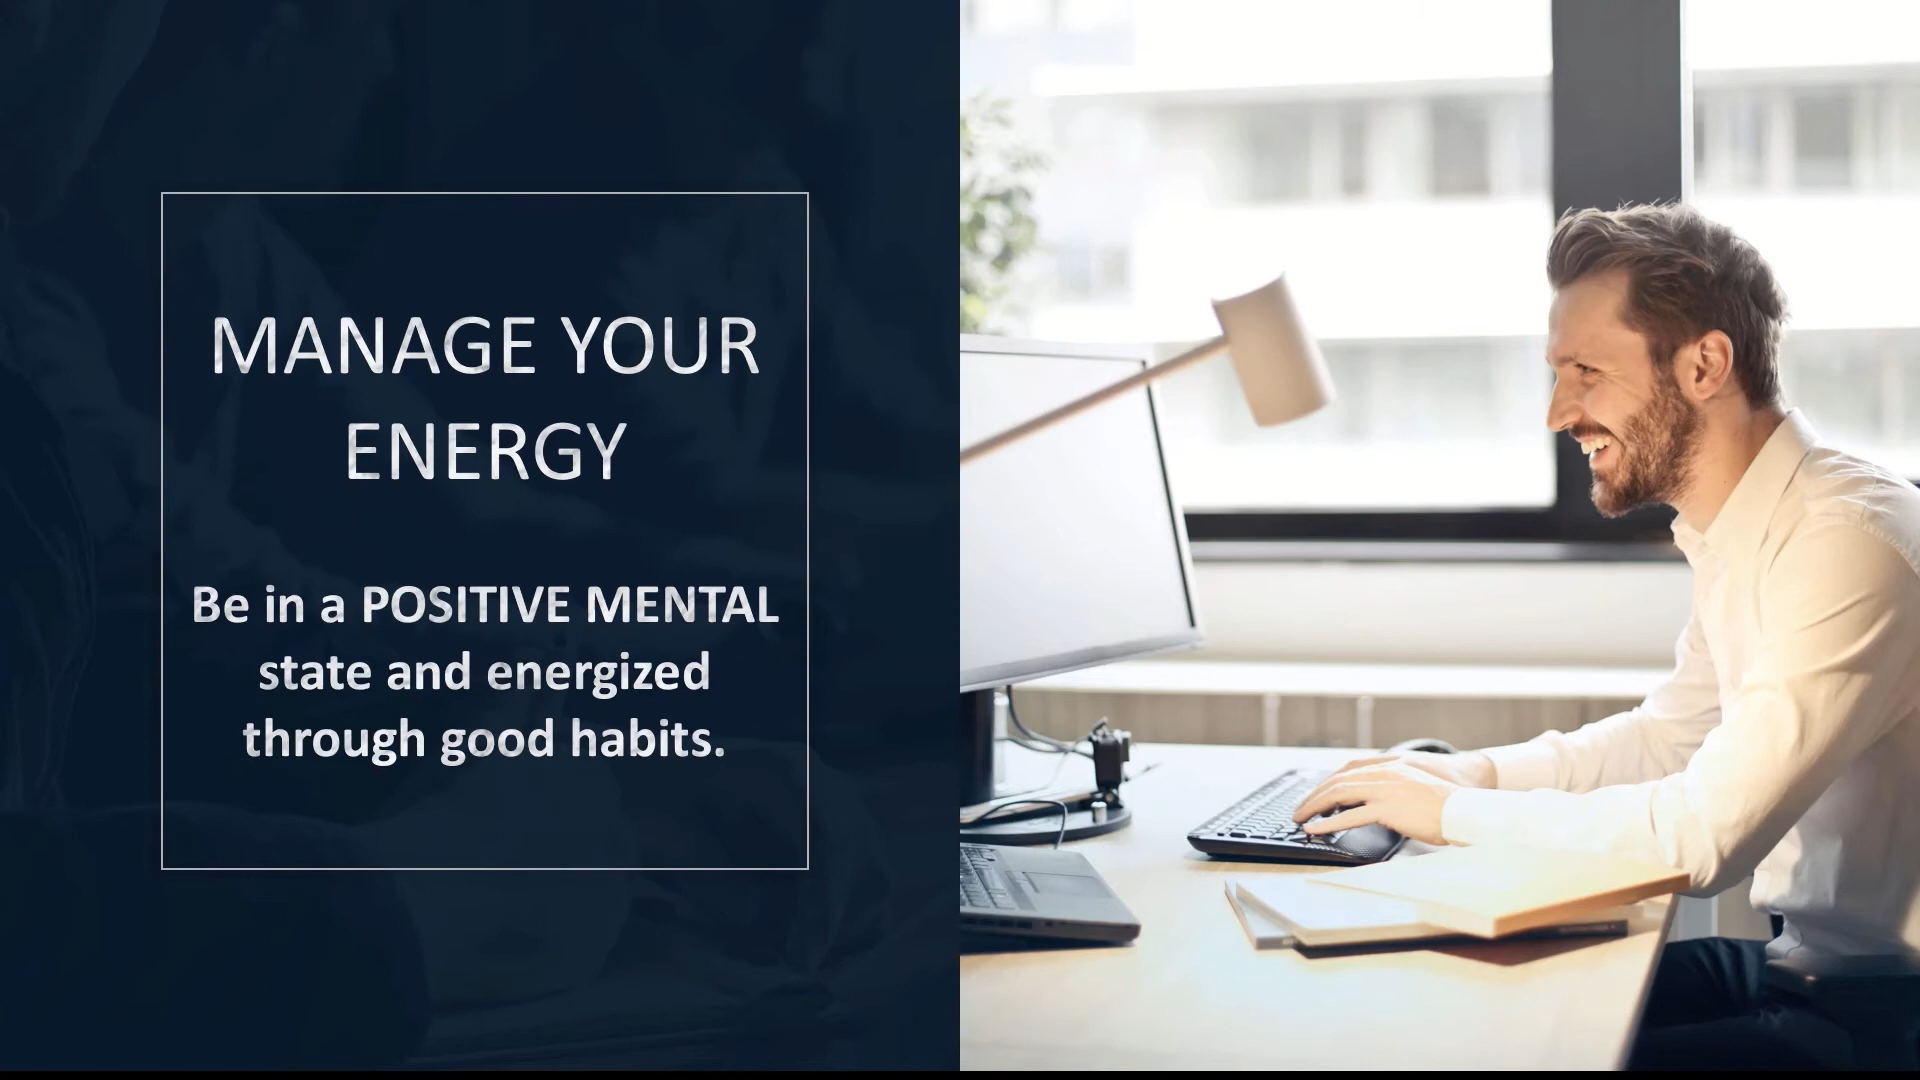 MANAGE YOUR
ENERGY
Be in a POSITIVE MENTAL
state and energized
through good habits.